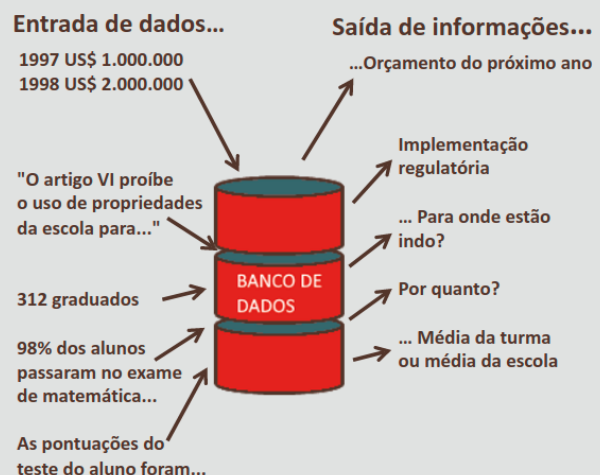 Entrada de dados...
1997 US$ 1.000.000
1998 US$ 2.000.000
"O artigo VI proíbe
o uso de propriedades
da escola para..."
312 graduados
98% dos alunos
passaram no exame
de matemática...
As pontuações do
teste do aluno foram...
BANCO DE
DADOS
Saída de informações...
...Orçamento do próximo ano
Implementação
regulatória
... Para onde estão
indo?
Por quanto?
... Média da turma
ou média da escola